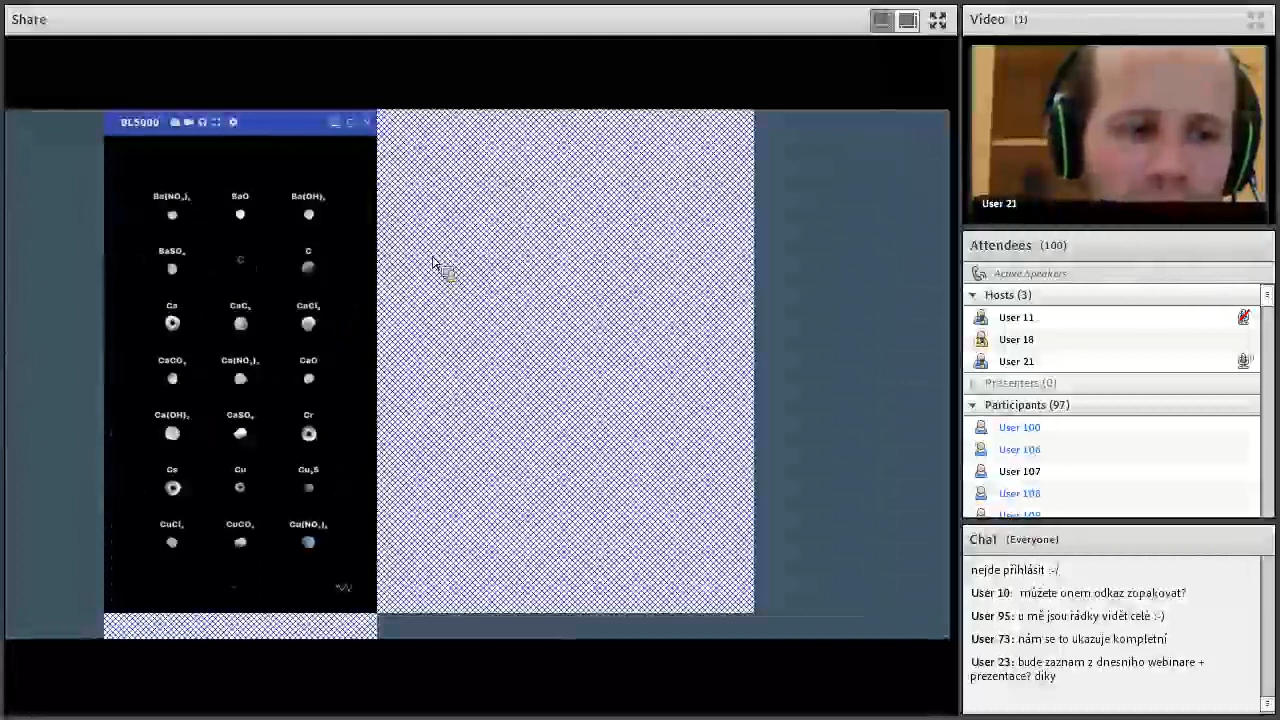 Share
BL5900
Ba(NO₃)₂ BaO Ba(OH)₂
BaSO₄ C C
Ca CaC₂ CaCl₂
CaCO₃ Ca(NO₃)₂ CaO
Ca(OH)₂ CaSO₄ Cr
Cs Cu Cu₂S
CuCl₂ CuCO₃ Cu(NO₃)₂
Video (1)
User 21
Attendees (100)
Active Speakers
Hosts (3)
User 11
User 18
User 21
Presenters (0)
Participants (97)
User 100
User 106
User 107
User 108
User 109
Chat (Everyone)
nejde přihlásit :-/
User 10: můžete onem odkaz zopakovat?
User 95: u mě jsou řádky vidět celé :-)
User 73: nám se to ukazuje kompletní
User 23: bude zaznam z dnesniho webinare +
prezentace? diky